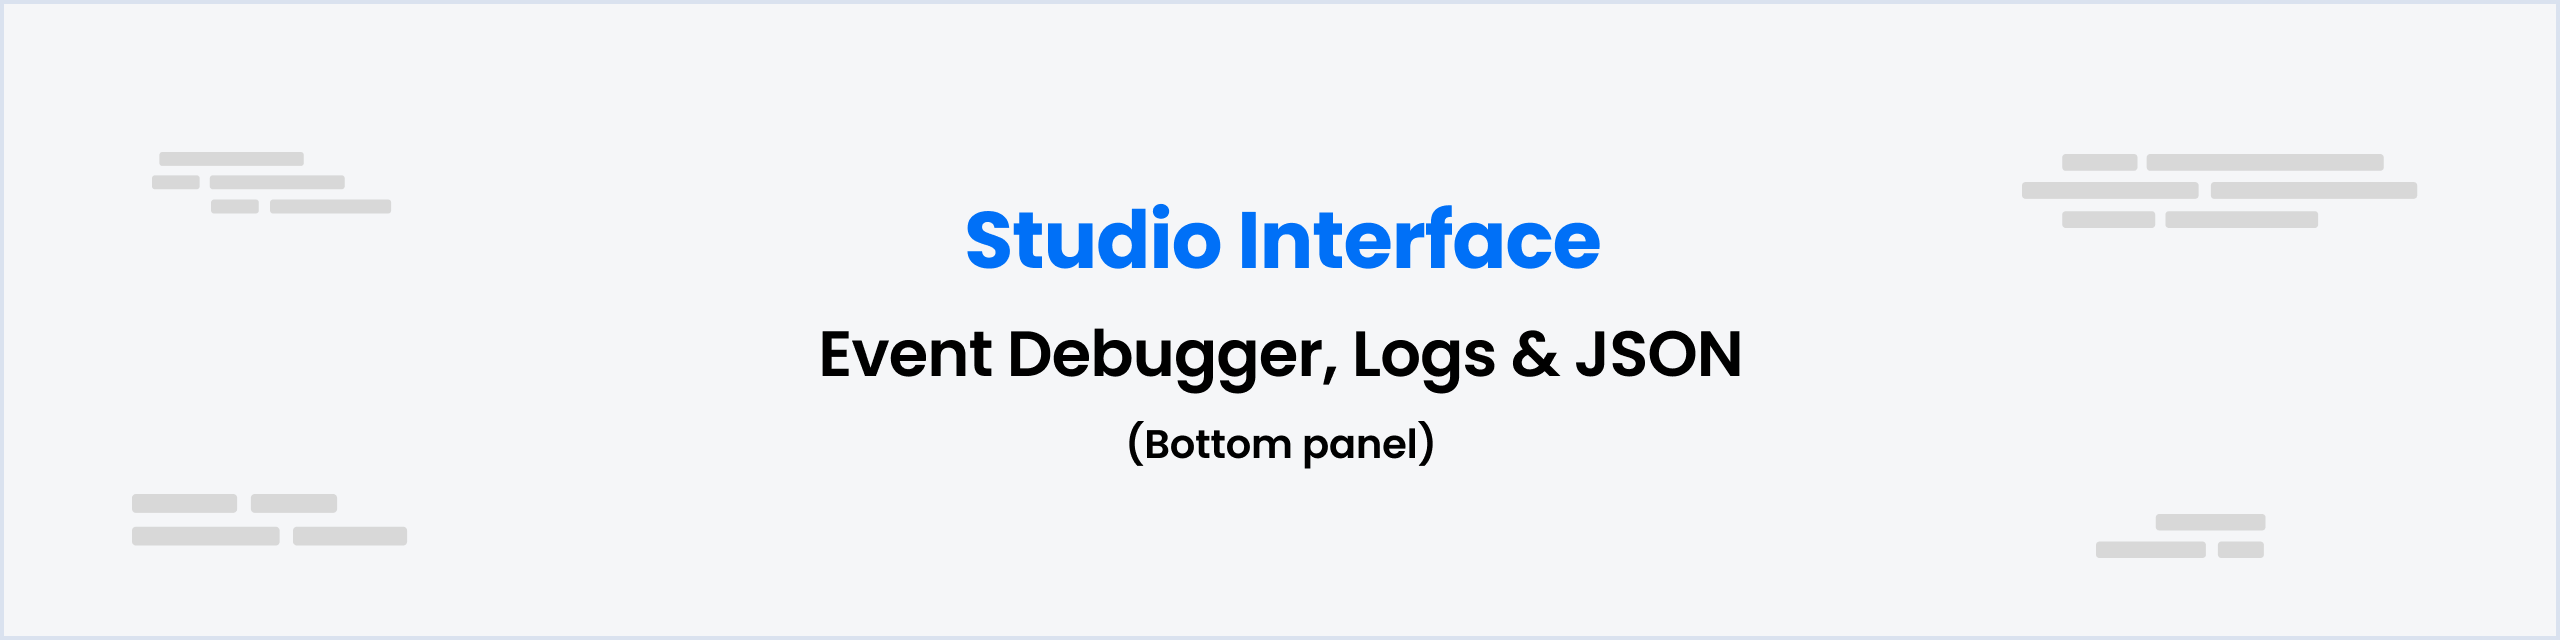 Studio Interface
Event Debugger, Logs & JSON
(Bottom panel)